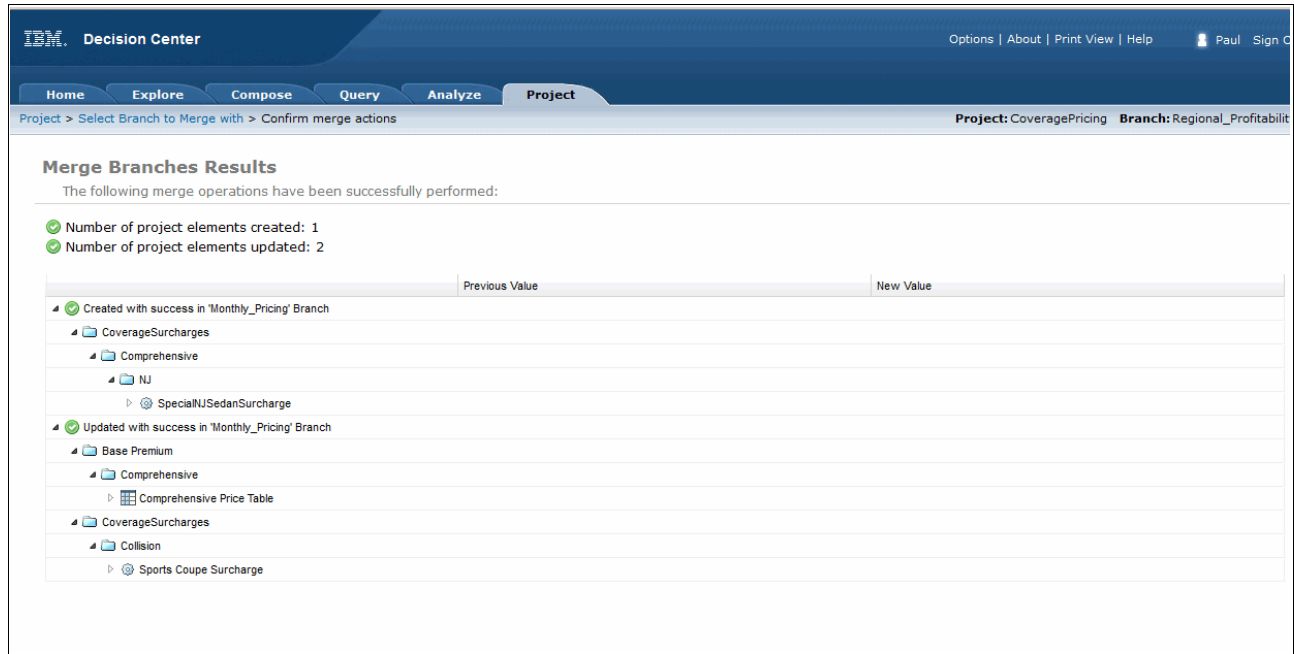 IBM. Decision Center
Options | About | Print View | Help Paul Sign
Home Explore Compose Query Analyze Project
Project > Select Branch to Merge with > Confirm merge actions Project: CoveragePricing Branch: Regional_Profitabilit
Merge Branches Results
The following merge operations have been successfully performed:
Number of project elements created: 1
Number of project elements updated: 2
Previous Value New Value
Created with success in 'Monthly_Pricing' Branch
CoverageSurcharges
Comprehensive
NJ
SpecialNJSedanSurcharge
Updated with success in 'Monthly_Pricing' Branch
Base Premium
Comprehensive
Comprehensive Price Table
CoverageSurcharges
Collision
Sports Coupe Surcharge